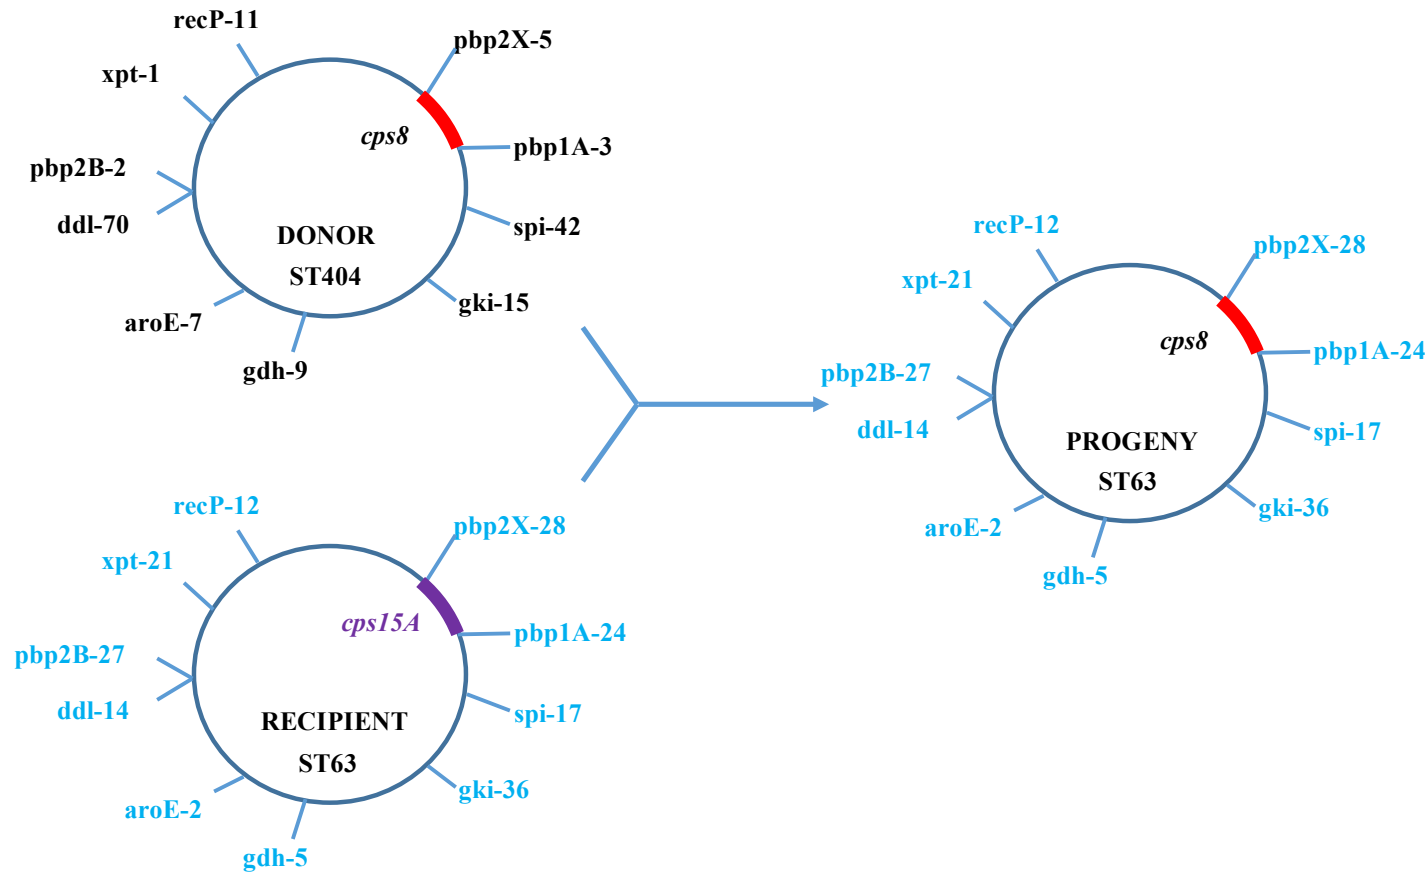 recP-11
pbp2X-5
xpt-1
cps8
pbp1A-3
pbp2B-2
ddl-70
spi-42
DONOR
ST404
gki-15
aroE-7
gdh-9
recP-12
pbp2X-28
xpt-21
cps15A
pbp1A-24
pbp2B-27
ddl-14
spi-17
RECIPIENT
ST63
gki-36
aroE-2
gdh-5
recP-12
pbp2X-28
xpt-21
cps8
pbp1A-24
pbp2B-27
ddl-14
spi-17
PROGENY
ST63
gki-36
aroE-2
gdh-5